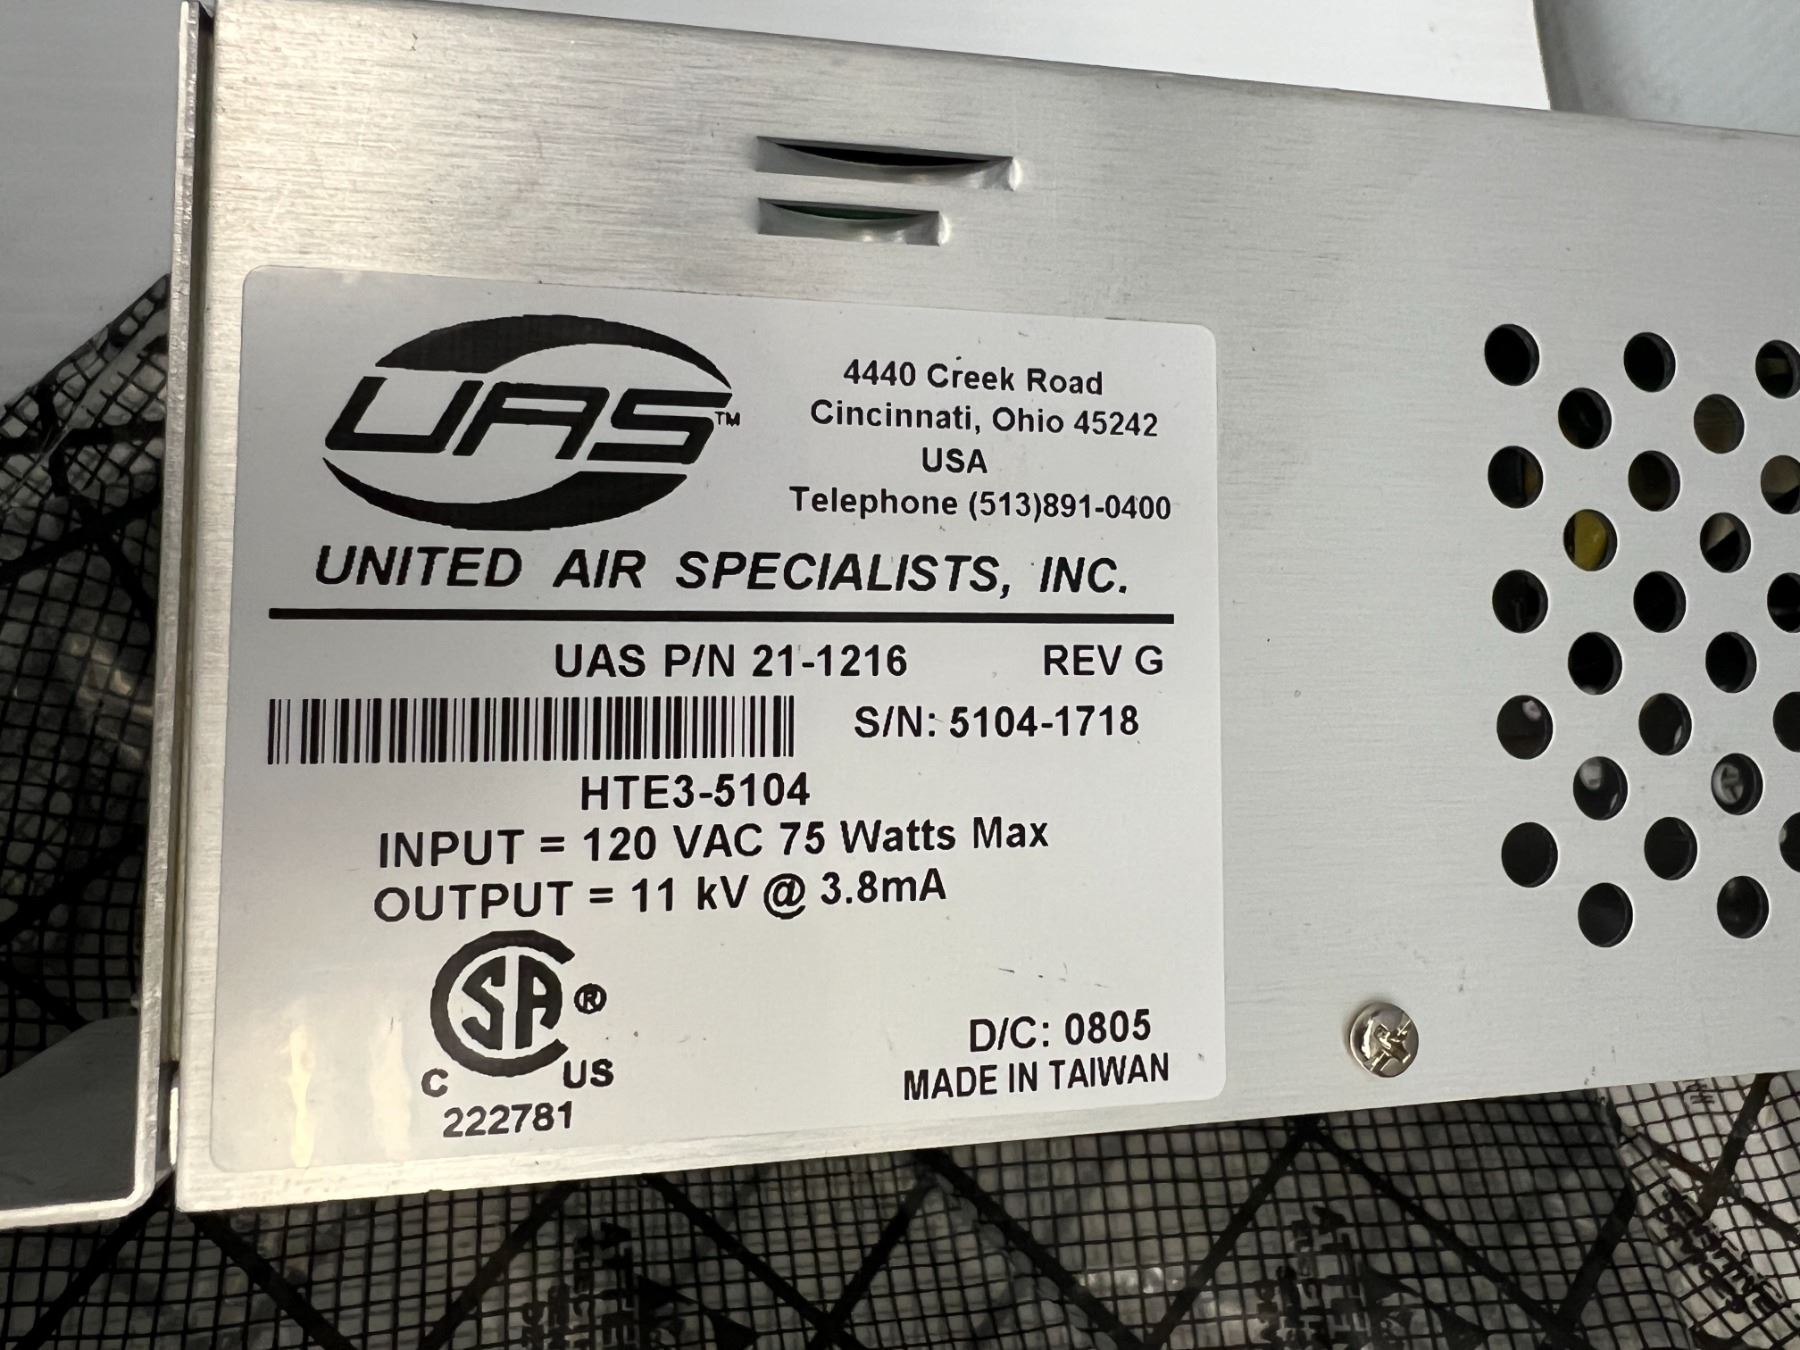 UAS™
4440 Creek Road
Cincinnati, Ohio 45242
USA
Telephone (513)891-0400
UNITED AIR SPECIALISTS, INC.
UAS P/N 21-1216 REV G
S/N: 5104-1718
HTE3-5104
INPUT = 120 VAC 75 Watts Max
OUTPUT = 11 kV @ 3.8mA
SA®
C US
222781
D/C: 0805
MADE IN TAIWAN